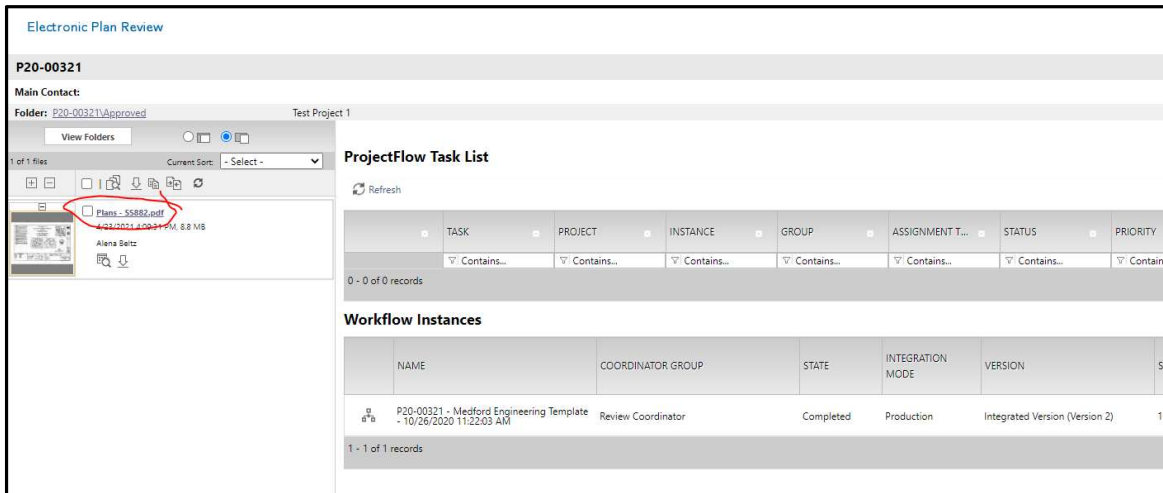 Electronic Plan Review
P20-00321
Main Contact:
Folder: P20-00321\Approved Test Project 1
View Folders
1 of 1 files Current Sort: - Select -
Plans - S5882.pdf
4/23/2021 4:09:31 PM, 8.8 MB
Alena Beltz
ProjectFlow Task List
Refresh
TASK PROJECT INSTANCE GROUP ASSIGNMENT T... STATUS PRIORITY
Contains... Contains... Contains... Contains... Contains... Contains... Contain
0 - 0 of 0 records
Workflow Instances
NAME COORDINATOR GROUP STATE INTEGRATION MODE VERSION S
P20-00321 - Medford Engineering Template - 10/26/2020 11:22:03 AM Review Coordinator Completed Production Integrated Version (Version 2) 1
1 - 1 of 1 records